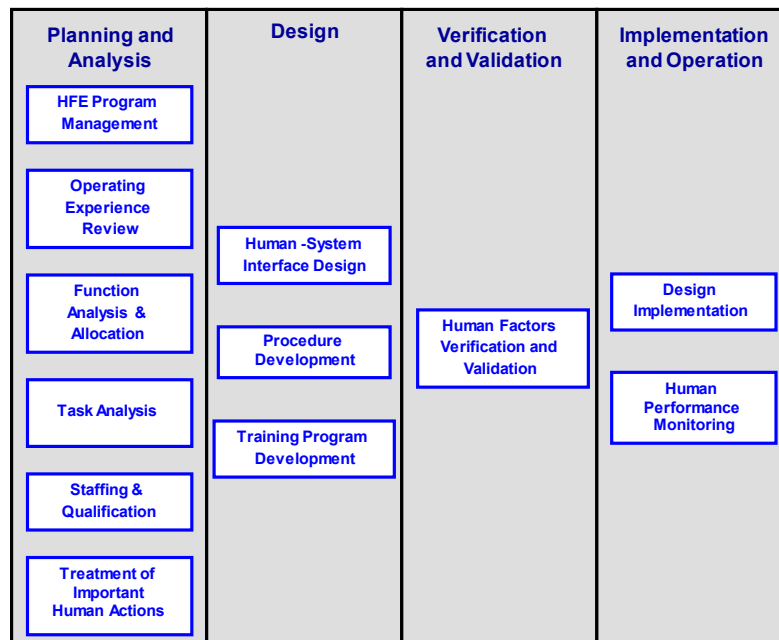 Planning and
Analysis
HFE Program
Management
Operating
Experience
Review
Function
Analysis &
Allocation
Task Analysis
Staffing &
Qualification
Treatment of
Important
Human Actions
Design
Human -System
Interface Design
Procedure
Development
Training Program
Development
Verification
and Validation
Human Factors
Verification and
Validation
Implementation
and Operation
Design
Implementation
Human
Performance
Monitoring